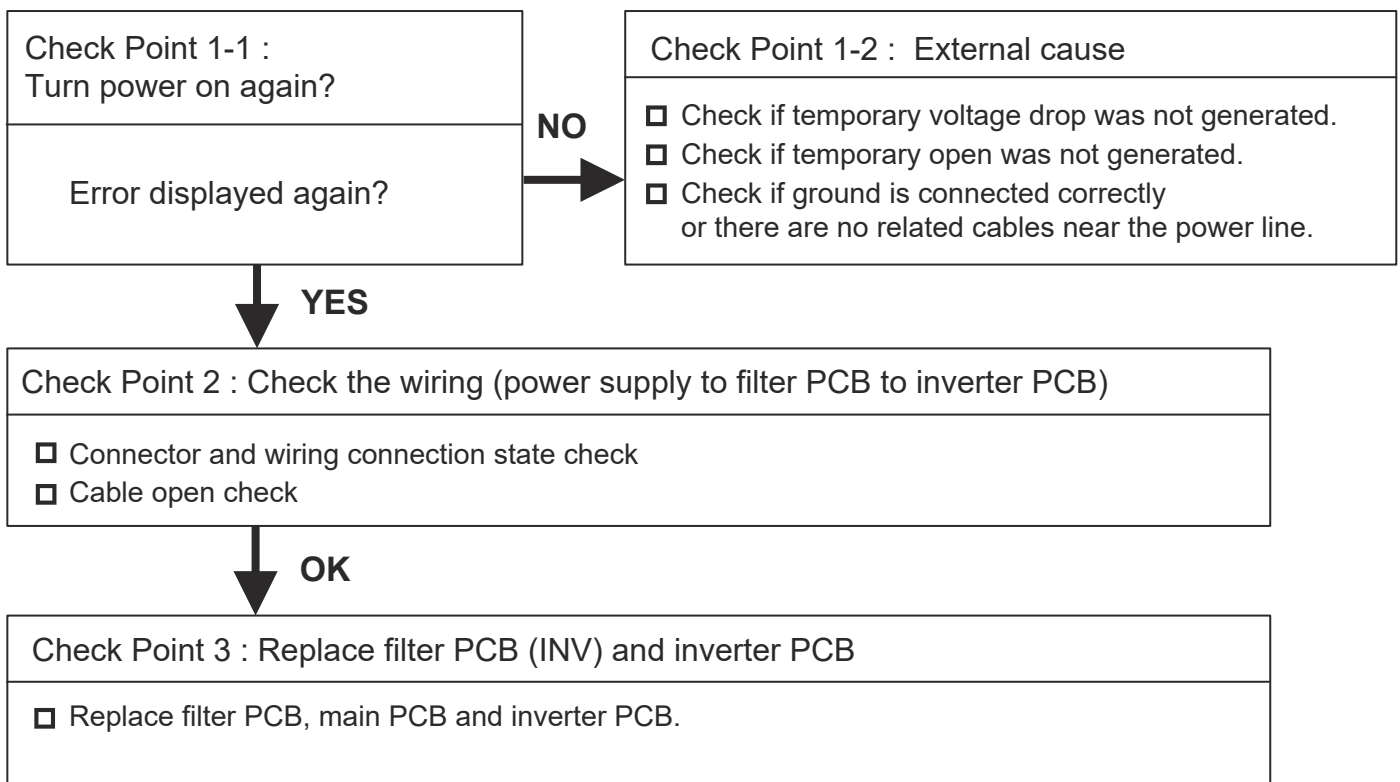 Check Point 1-1 :
Turn power on again?
Error displayed again?
NO
Check Point 1-2 : External cause
Check if temporary voltage drop was not generated.
Check if temporary open was not generated.
Check if ground is connected correctly
or there are no related cables near the power line.
YES
Check Point 2 : Check the wiring (power supply to filter PCB to inverter PCB)
Connector and wiring connection state check
Cable open check
OK
Check Point 3 : Replace filter PCB (INV) and inverter PCB
Replace filter PCB, main PCB and inverter PCB.